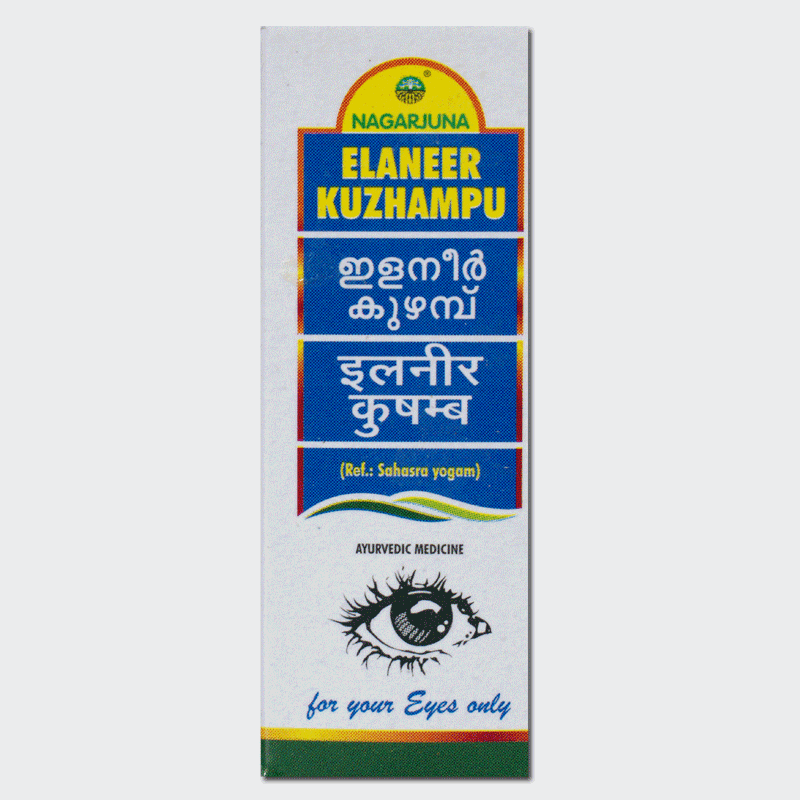 ®
NAGARJUNA
ELANEER
KUZHAMPU
ഇളനീർ
കുഴമ്പ്
इलनीर
कुषम्ब
(Ref.: Sahasra yogam)
AYURVEDIC MEDICINE
for your Eyes only